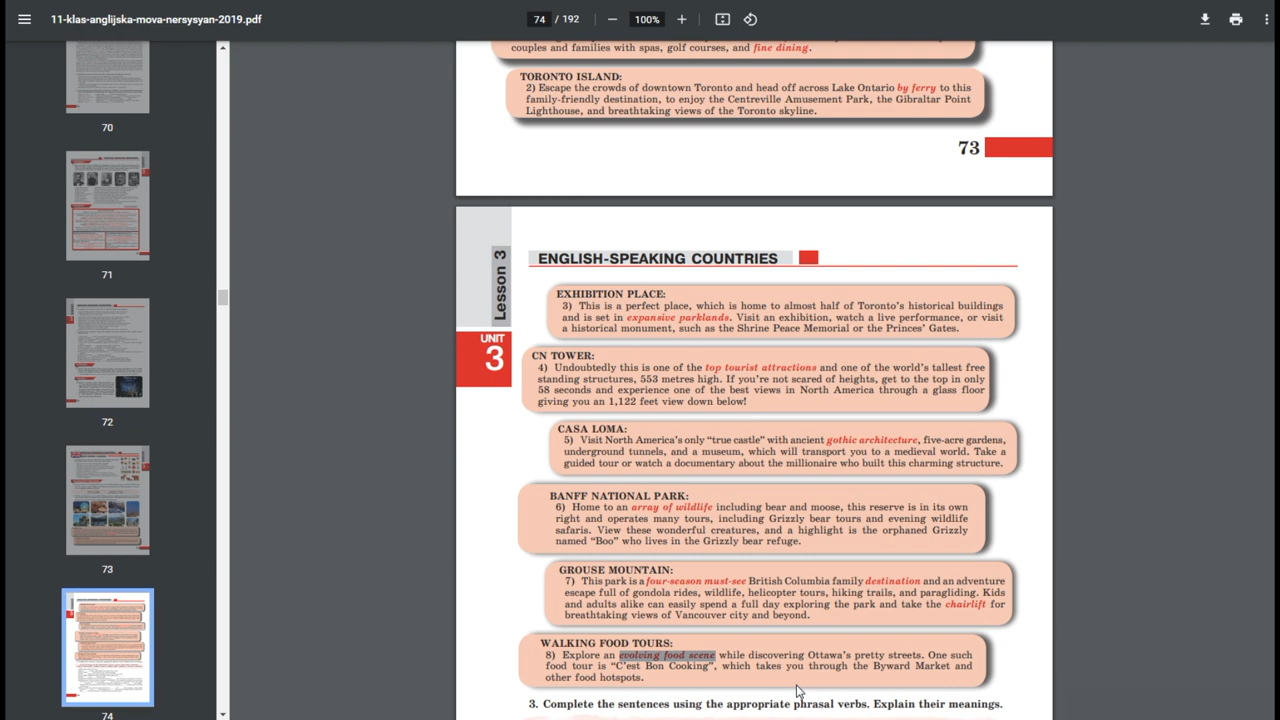 11-klas-anglijska-mova-nersysyan-2019.pdf
74 / 192
100%
70
71
72
73
74
couples and families with spas, golf courses, and fine dining.
TORONTO ISLAND:
2) Escape the crowds of downtown Toronto and head off across Lake Ontario by ferry to this
family-friendly destination, to enjoy the Centreville Amusement Park, the Gibraltar Point
Lighthouse, and breathtaking views of the Toronto skyline.
73
Lesson 3
UNIT
3
ENGLISH-SPEAKING COUNTRIES
EXHIBITION PLACE:
3) This is a perfect place, which is home to almost half of Toronto's historical buildings
and is set in expansive parklands. Visit an exhibition, watch a live performance, or visit
a historical monument, such as the Shrine Peace Memorial or the Princes' Gates.
CN TOWER:
4) Undoubtedly this is one of the top tourist attractions and one of the world's tallest free
standing structures, 553 metres high. If you're not scared of heights, get to the top in only
58 seconds and experience one of the best views in North America through a glass floor
giving you an 1,122 feet view down below!
CASA LOMA:
5) Visit North America's only “true castle” with ancient gothic architecture, five-acre gardens,
underground tunnels, and a museum, which will transport you to a medieval world. Take a
guided tour or watch a documentary about the millionaire who built this charming structure.
BANFF NATIONAL PARK:
6) Home to an array of wildlife including bear and moose, this reserve is in its own
right and operates many tours, including Grizzly bear tours and evening wildlife
safaris. View these wonderful creatures, and a highlight is the orphaned Grizzly
named “Boo” who lives in the Grizzly bear refuge.
GROUSE MOUNTAIN:
7) This park is a four-season must-see British Columbia family destination and an adventure
escape full of gondola rides, wildlife, helicopter tours, hiking trails, and paragliding. Kids
and adults alike can easily spend a full day exploring the park and take the chairlift for
breathtaking views of Vancouver city and beyond.
WALKING FOOD TOURS:
8) Explore an evolving food scene while discovering Ottawa's pretty streets. One such
food tour is “C'est Bon Cooking”, which takes you through the Byward Market and
other food hotspots.
3. Complete the sentences using the appropriate phrasal verbs. Explain their meanings.